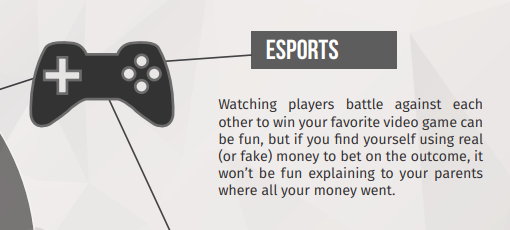 ESPORTS
Watching players battle against each
other to win your favorite video game can
be fun, but if you find yourself using real
(or fake) money to bet on the outcome, it
won't be fun explaining to your parents
where all your money went.